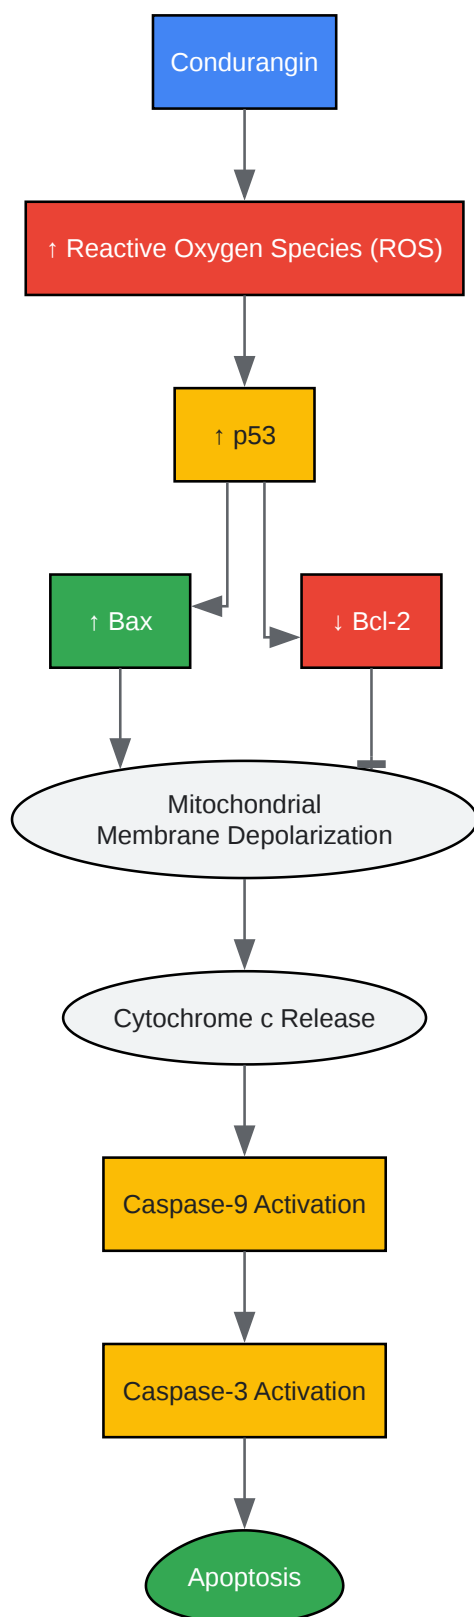 Condurangin
↑ Reactive Oxygen Species (ROS)
↑ p53
↑ Bax
↓ Bcl-2
Mitochondrial
Membrane Depolarization
Cytochrome c Release
Caspase-9 Activation
Caspase-3 Activation
Apoptosis